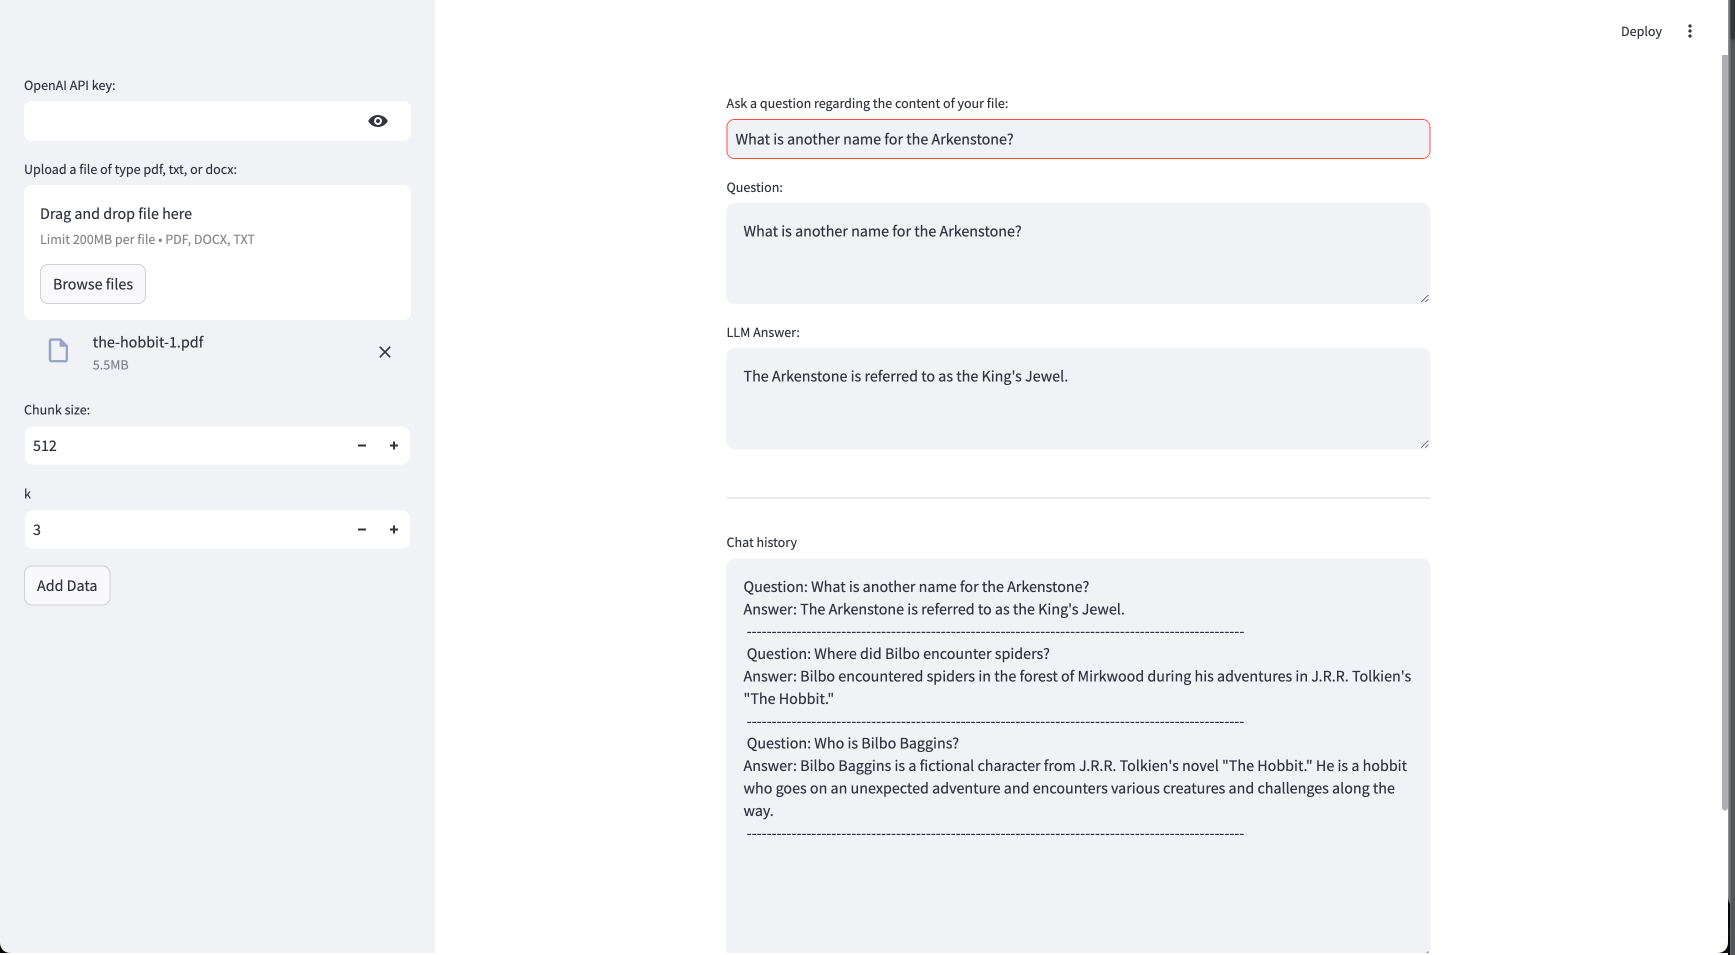 Deploy
OpenAI API key:
Upload a file of type pdf, txt, or docx:
Drag and drop file here
Limit 200MB per file • PDF, DOCX, TXT
Browse files
the-hobbit-1.pdf
5.5MB
Chunk size:
512
k
3
Add Data
Ask a question regarding the content of your file:
What is another name for the Arkenstone?
Question:
What is another name for the Arkenstone?
LLM Answer:
The Arkenstone is referred to as the King's Jewel.
Chat history
Question: What is another name for the Arkenstone?
Answer: The Arkenstone is referred to as the King's Jewel.
----------------------------------------------------------------------------------------------------
Question: Where did Bilbo encounter spiders?
Answer: Bilbo encountered spiders in the forest of Mirkwood during his adventures in J.R.R. Tolkien's
"The Hobbit."
----------------------------------------------------------------------------------------------------
Question: Who is Bilbo Baggins?
Answer: Bilbo Baggins is a fictional character from J.R.R. Tolkien's novel "The Hobbit." He is a hobbit
who goes on an unexpected adventure and encounters various creatures and challenges along the
way.
----------------------------------------------------------------------------------------------------